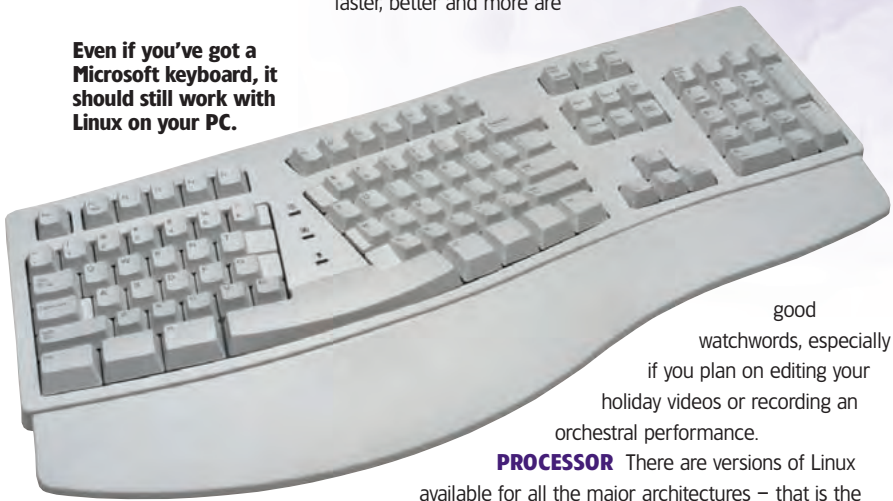 faster, better and more are
Even if you've got a
Microsoft keyboard, it
should still work with
Linux on your PC.
good
watchwords, especially
if you plan on editing your
holiday videos or recording an
orchestral performance.
PROCESSOR There are versions of Linux
available for all the major architectures – that is the